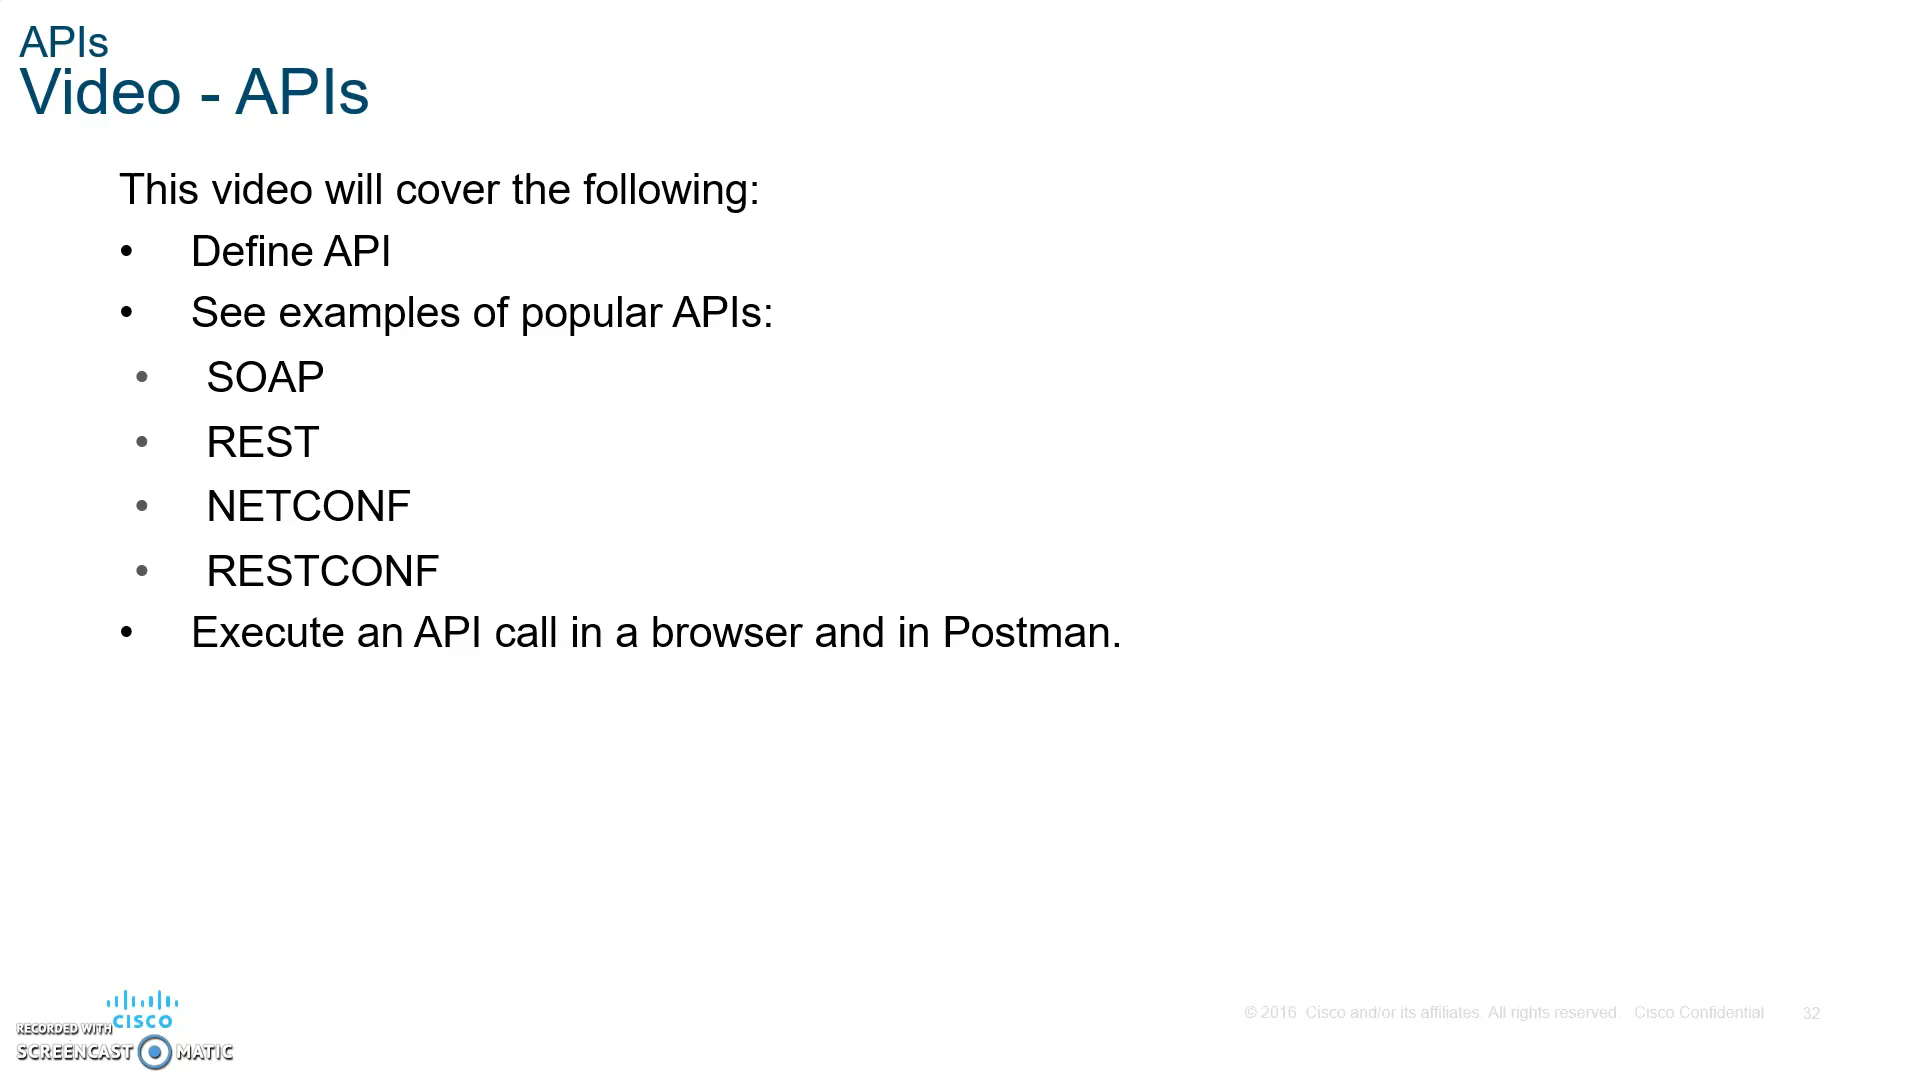 APIs
Video - APIs
This video will cover the following:
• Define API
• See examples of popular APIs:
• SOAP
• REST
• NETCONF
• RESTCONF
• Execute an API call in a browser and in Postman.
CISCO
© 2016 Cisco and/or its affiliates. All rights reserved. Cisco Confidential 32
RECORDED WITH
SCREENCAST MATIC